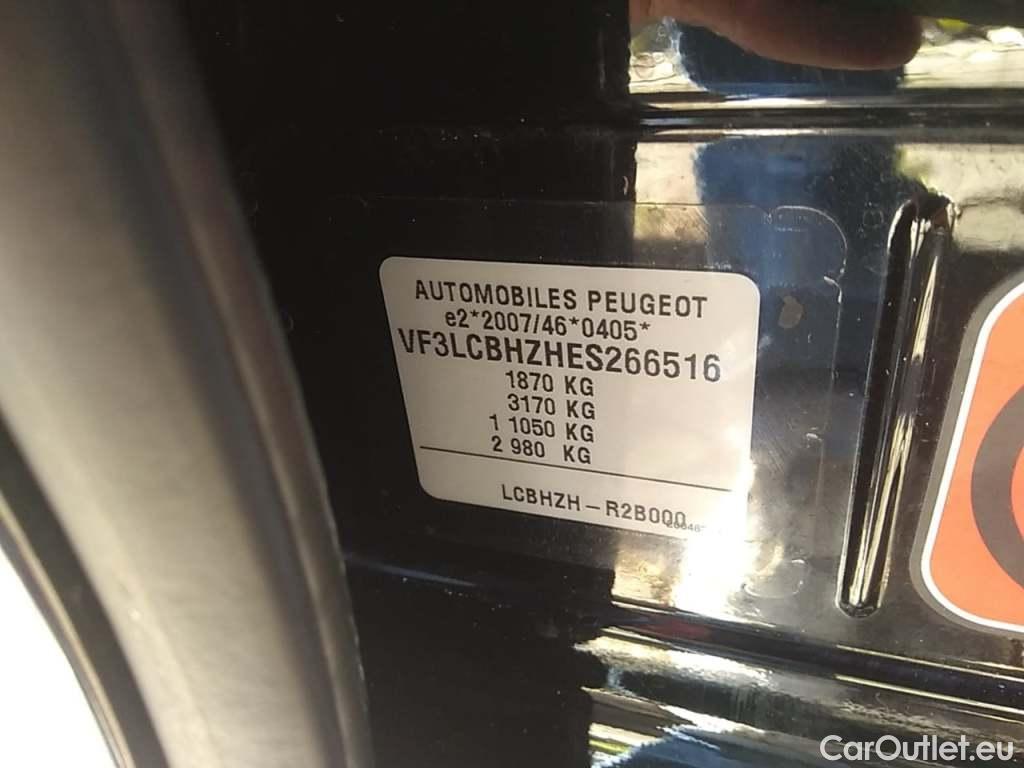 AUTOMOBILES PEUGEOT
e2*2007/46*0405*
VF3LCBHZHES266516
1870 KG
3170 KG
1 1050 KG
2 980 KG
LCBHZH-R2B000
CarOutlet.eu